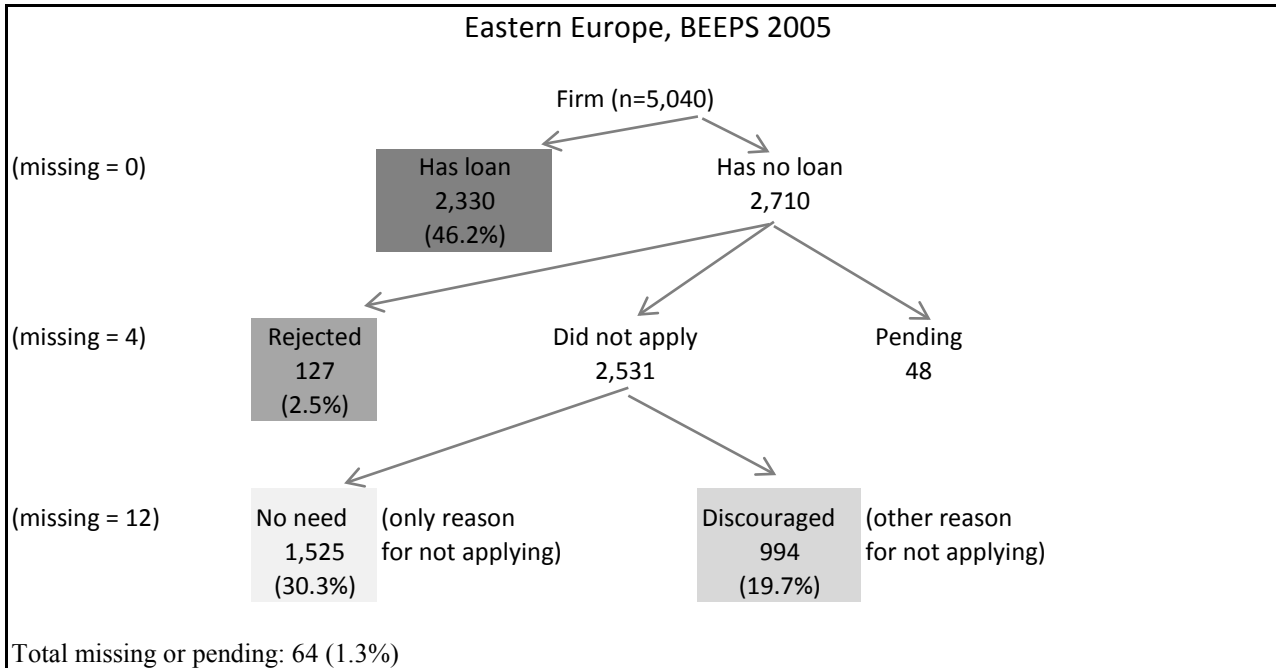 Eastern Europe, BEEPS 2005
Firm (n=5,040)
(missing = 0)
Has loan
2,330
(46.2%)
Has no loan
2,710
(missing = 4)
Rejected
127
(2.5%)
Did not apply
2,531
Pending
48
(missing = 12)
No need
1,525
(30.3%)
(only reason
for not applying)
Discouraged
994
(19.7%)
(other reason
for not applying)
Total missing or pending: 64 (1.3%)